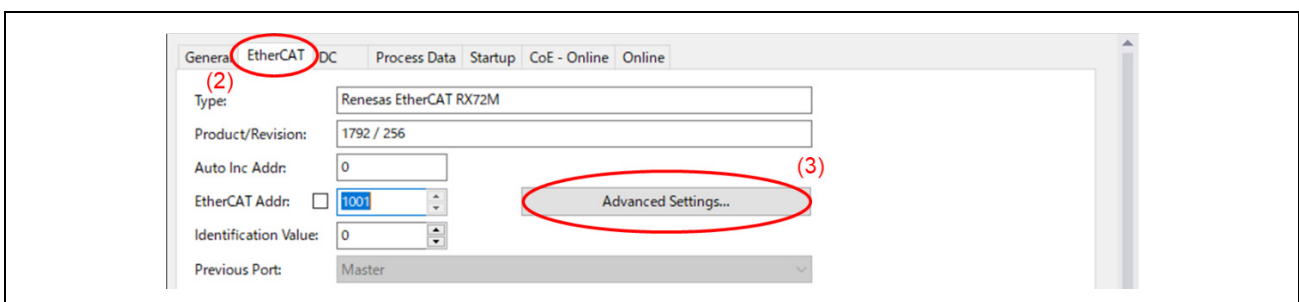 General EtherCAT DC Process Data Startup CoE - Online Online
(2)
Type: Renesas EtherCAT RX72M
Product/Revision: 1792 / 256
(3)
Auto Inc Addr: 0
EtherCAT Addr: 1001 Advanced Settings...
Identification Value: 0
Previous Port: Master